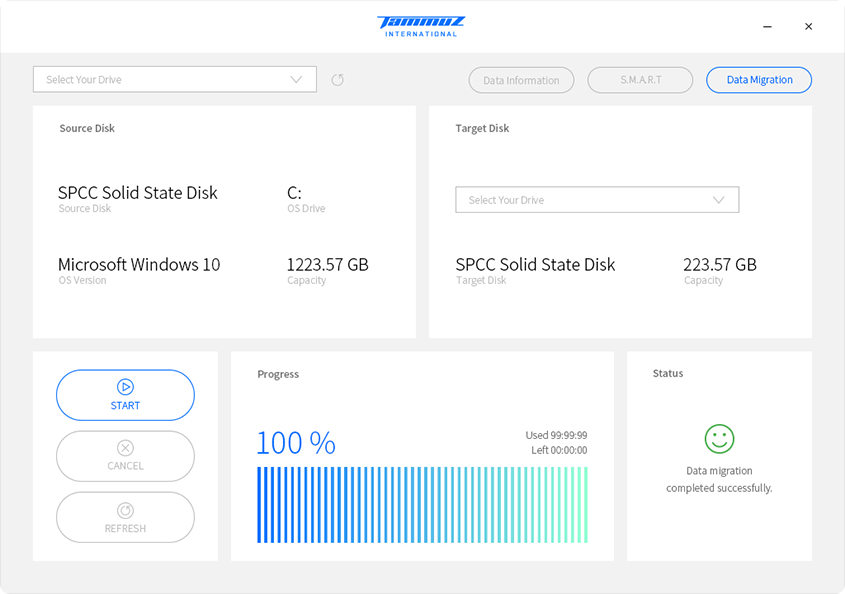 Tammuz
INTERNATIONAL
Select Your Drive
Data Information
S.M.A.R.T
Data Migration
Source Disk
SPCC Solid State Disk
Source Disk
C:
OS Drive
Microsoft Windows 10
OS Version
1223.57 GB
Capacity
Target Disk
Select Your Drive
SPCC Solid State Disk
Target Disk
223.57 GB
Capacity
START
CANCEL
REFRESH
Progress
100 %
Used 99:99:99
Left 00:00:00
Status
Data migration
completed successfully.